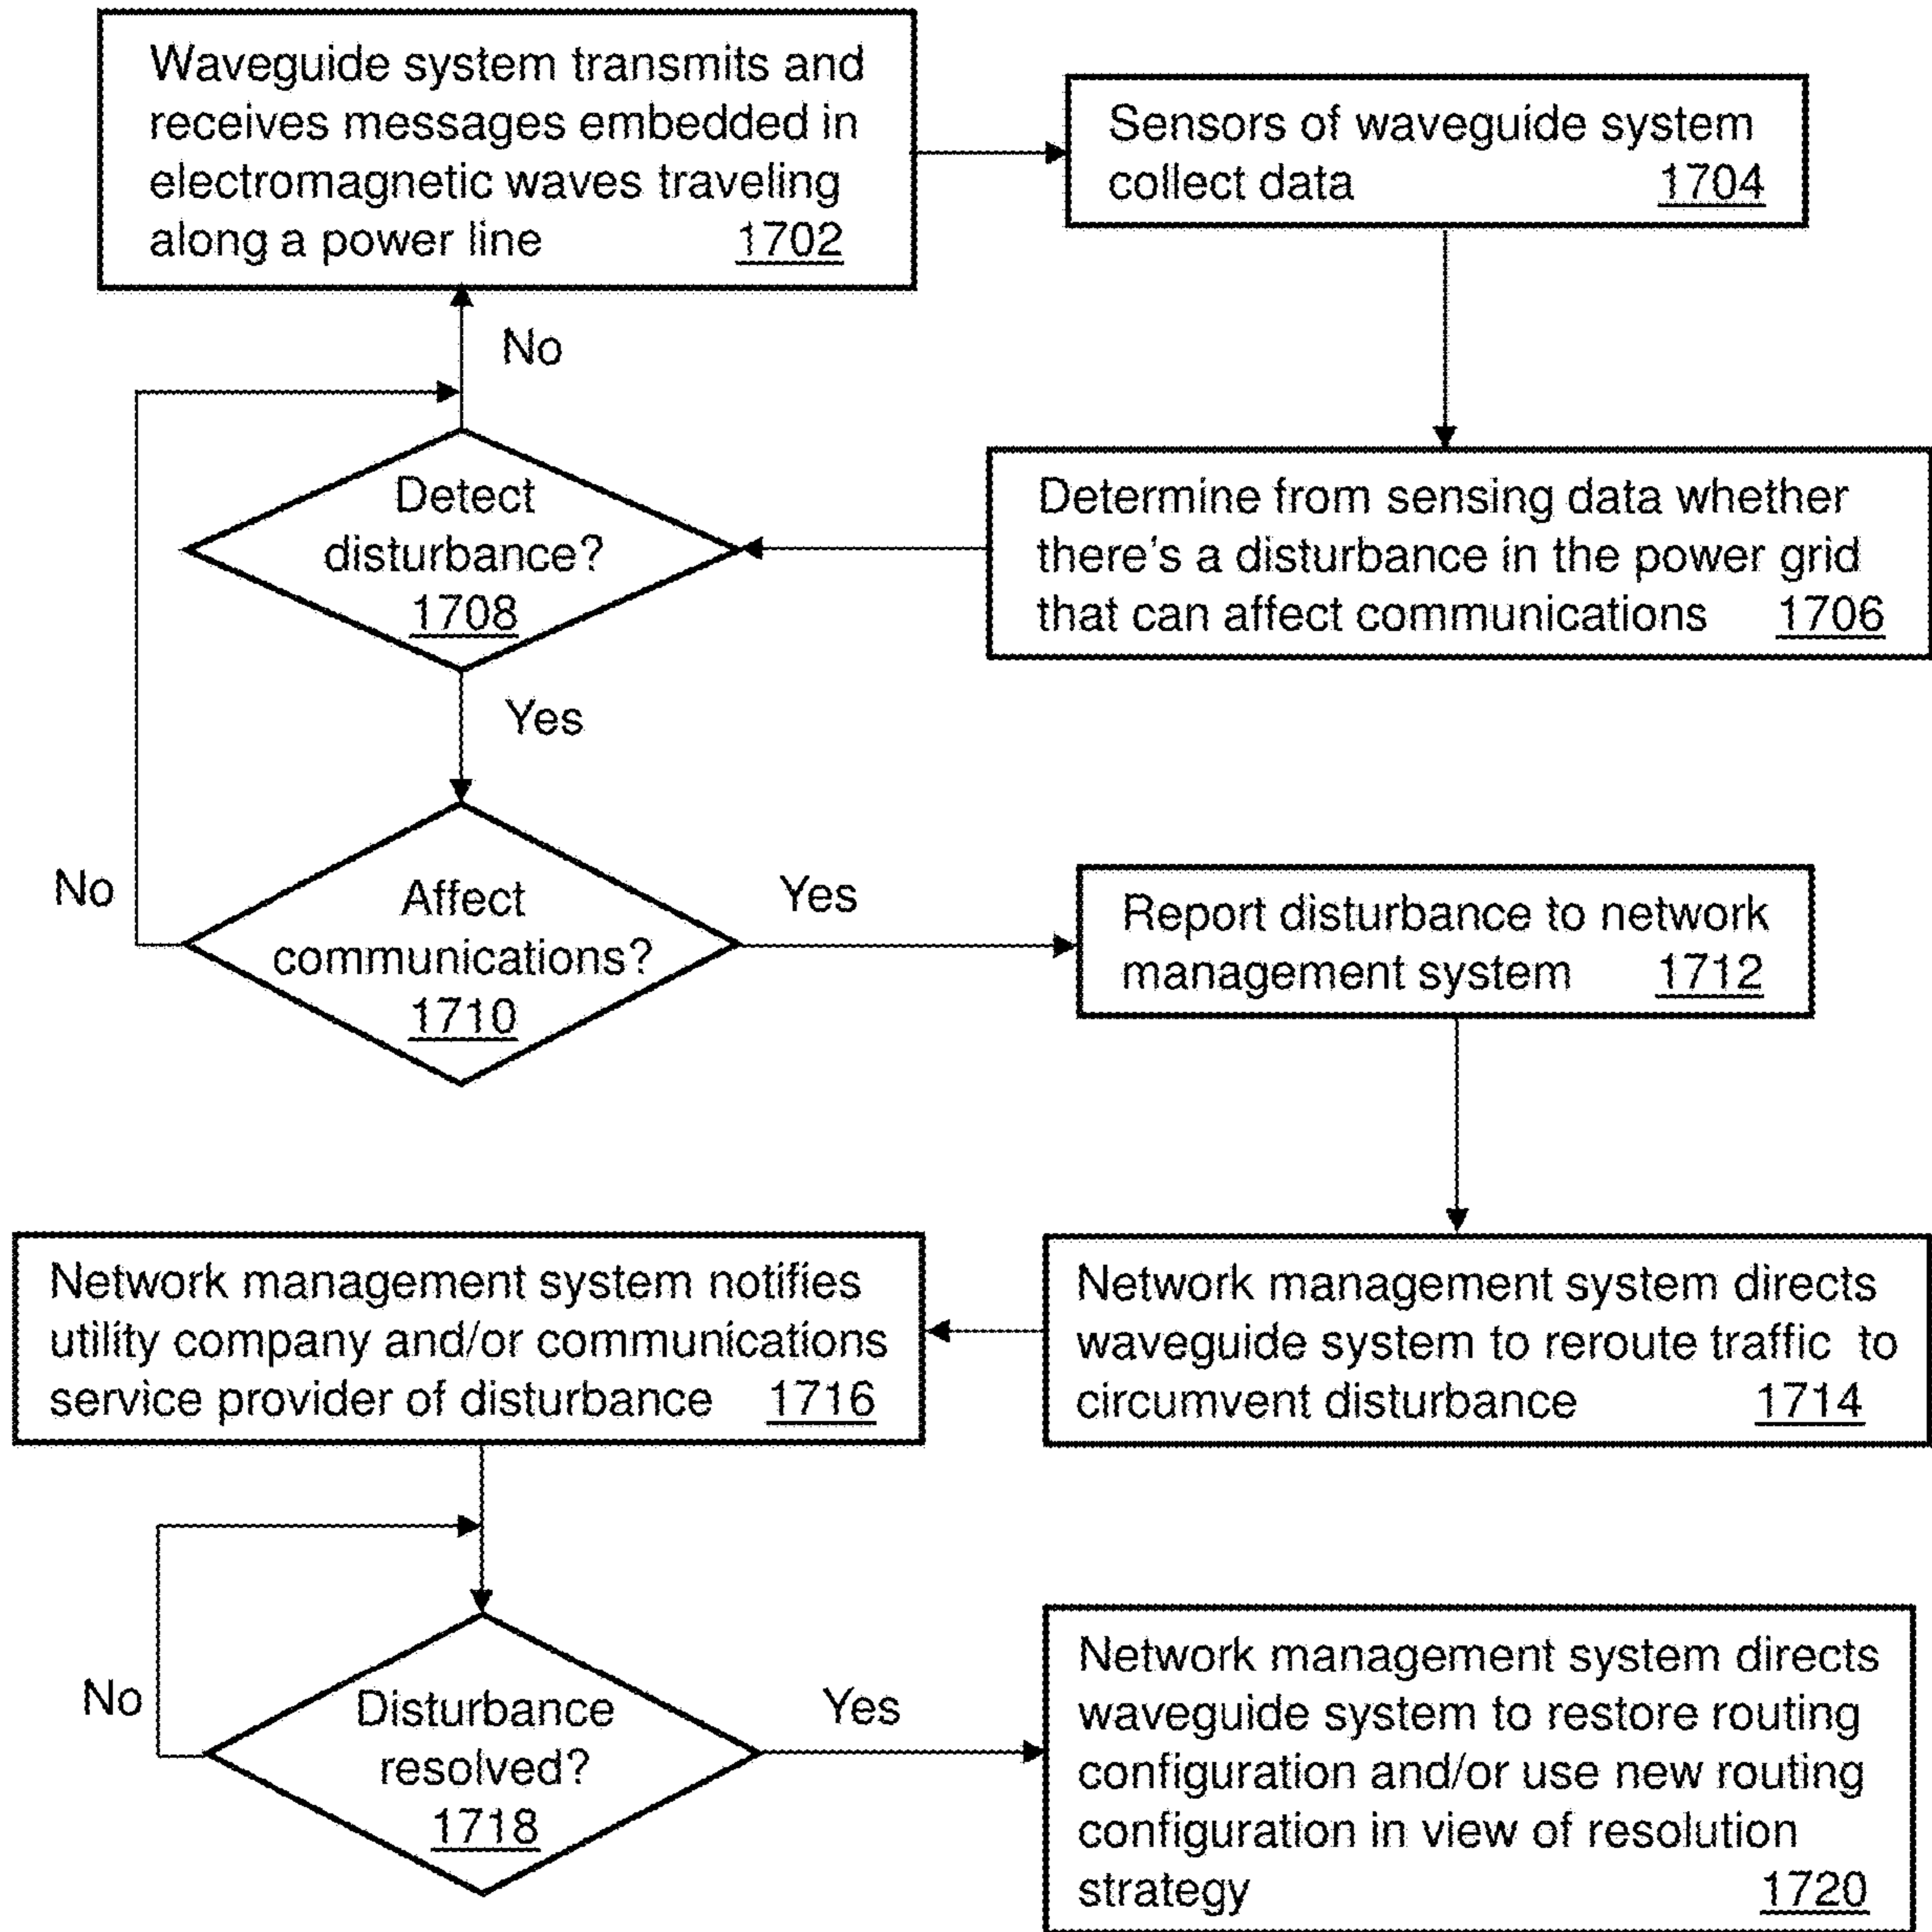 Waveguide system transmits and
receives messages embedded in
electromagnetic waves traveling
along a power line 1702
Sensors of waveguide system
collect data 1704
No
Detect
disturbance?
1708
Determine from sensing data whether
there's a disturbance in the power grid
that can affect communications 1706
Yes
No
Affect
communications?
1710
Yes
Report disturbance to network
management system 1712
Network management system notifies
utility company and/or communications
service provider of disturbance 1716
Network management system directs
waveguide system to reroute traffic to
circumvent disturbance 1714
No
Disturbance
resolved?
1718
Yes
Network management system directs
waveguide system to restore routing
configuration and/or use new routing
configuration in view of resolution
strategy 1720